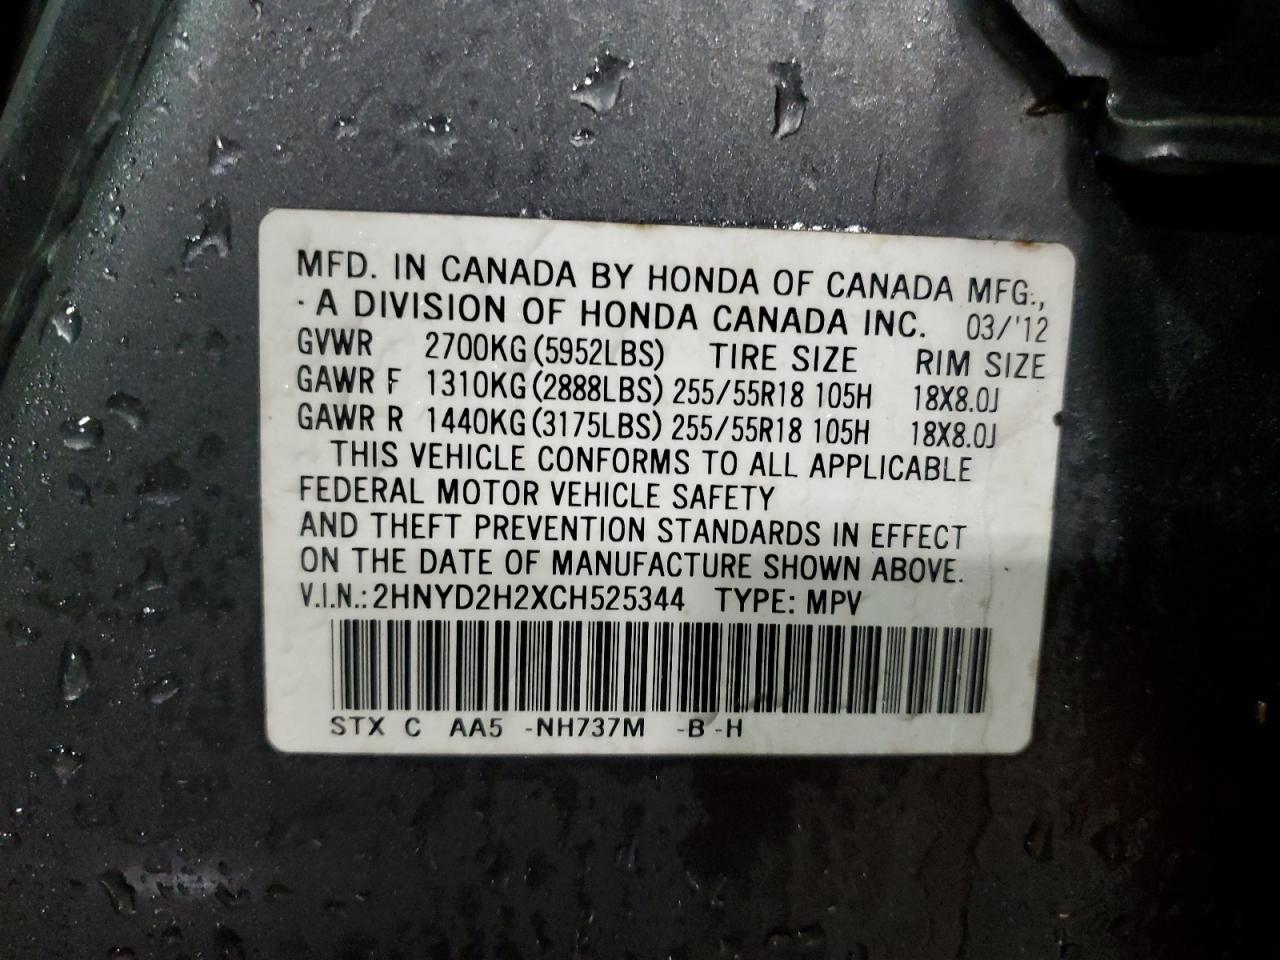 MFD. IN CANADA BY HONDA OF CANADA MFG.,
· A DIVISION OF HONDA CANADA INC. 03/'12
GVWR 2700KG (5952LBS) TIRE SIZE RIM SIZE
GAWR F 1310KG (2888LBS) 255/55R18 105H 18X8.0J
GAWR R 1440KG (3175LBS) 255/55R18 105H 18X8.0J
THIS VEHICLE CONFORMS TO ALL APPLICABLE
FEDERAL MOTOR VEHICLE SAFETY
AND THEFT PREVENTION STANDARDS IN EFFECT
ON THE DATE OF MANUFACTURE SHOWN ABOVE.
V.I.N.: 2HNYD2H2XCH525344 TYPE: MPV
STX C AA5 -NH737M -B -H